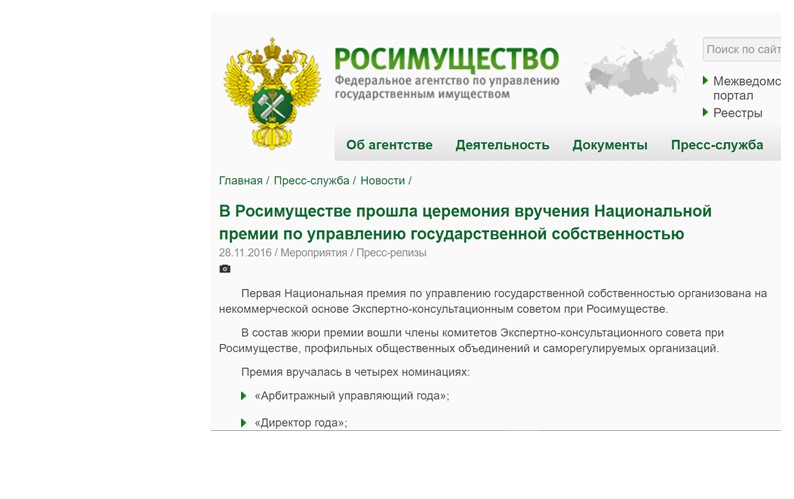 РОСИМУЩЕСТВО
Федеральное агентство по управлению
государственным имуществом
Поиск по сайт
Межведомс
портал
Реестры
Об агентстве Деятельность Документы Пресс-служба
Главная / Пресс-служба / Новости /
В Росимуществе прошла церемония вручения Национальной
премии по управлению государственной собственностью
28.11.2016 / Мероприятия / Пресс-релизы
Первая Национальная премия по управлению государственной собственностью организована на
некоммерческой основе Экспертно-консультационным советом при Росимуществе.
В состав жюри премии вошли члены комитетов Экспертно-консультационного совета при
Росимуществе, профильных общественных объединений и саморегулируемых организаций.
Премия вручалась в четырех номинациях:
«Арбитражный управляющий года»;
«Директор года»;